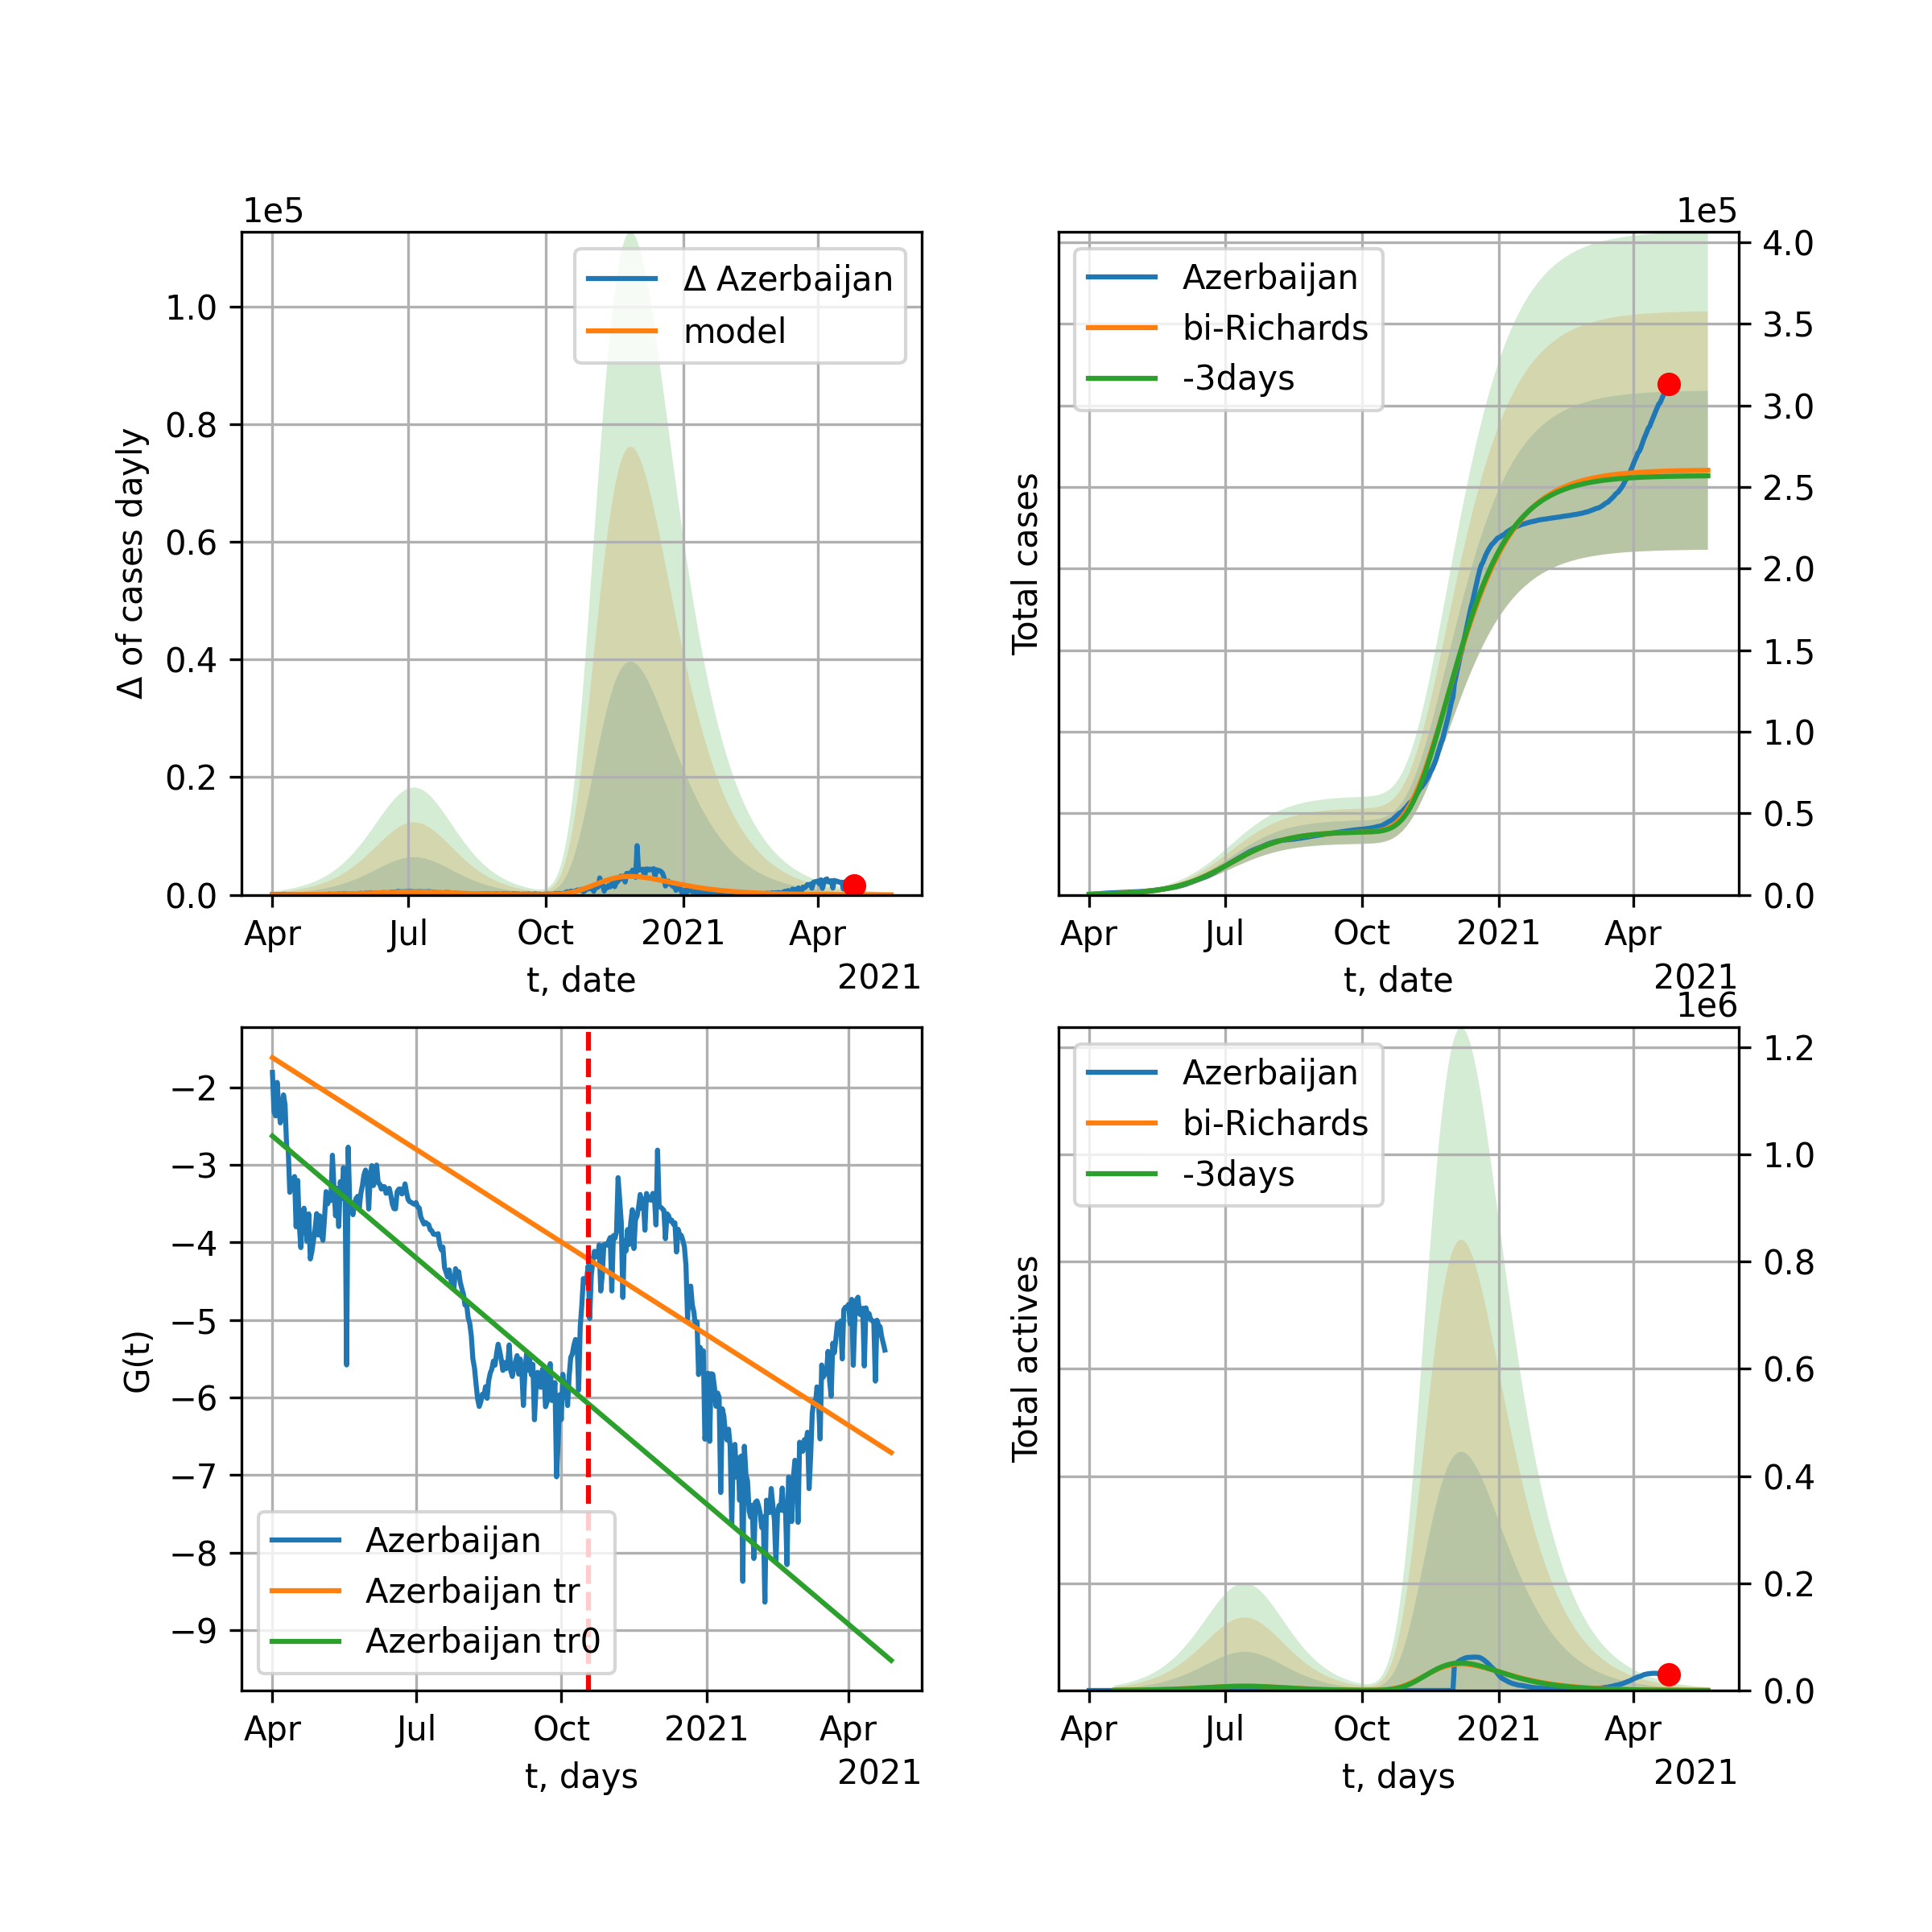 1e5
Δ of cases dayly
1.0
0.8
0.6
0.4
0.2
0.0
Δ Azerbaijan
model
Apr Jul Oct 2021 Apr
t, date
2021
1e5
Total cases
Azerbaijan
bi-Richards
-3days
4.0
3.5
3.0
2.5
2.0
1.5
1.0
0.5
0.0
Apr Jul Oct 2021 Apr
t, date
2021
G(t)
−2
−3
−4
−5
−6
−7
−8
−9
Azerbaijan
Azerbaijan tr
Azerbaijan tr0
Apr Jul Oct 2021 Apr
t, days
2021
1e6
Total actives
Azerbaijan
bi-Richards
-3days
1.2
1.0
0.8
0.6
0.4
0.2
0.0
Apr Jul Oct 2021 Apr
t, days
2021